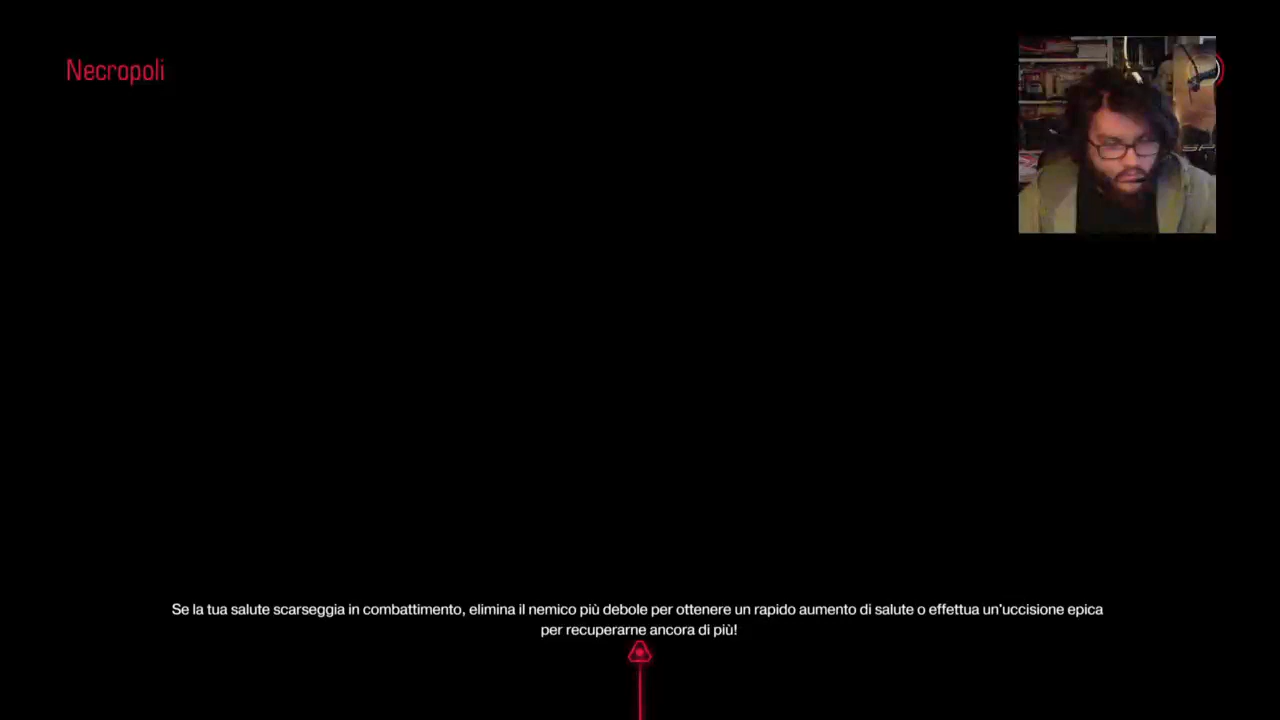 Necropoli
Se la tua salute scarseggia in combattimento, elimina il nemico più debole per ottenere un rapido aumento di salute o effettua un'uccisione epica
per recuperarne ancora di più!